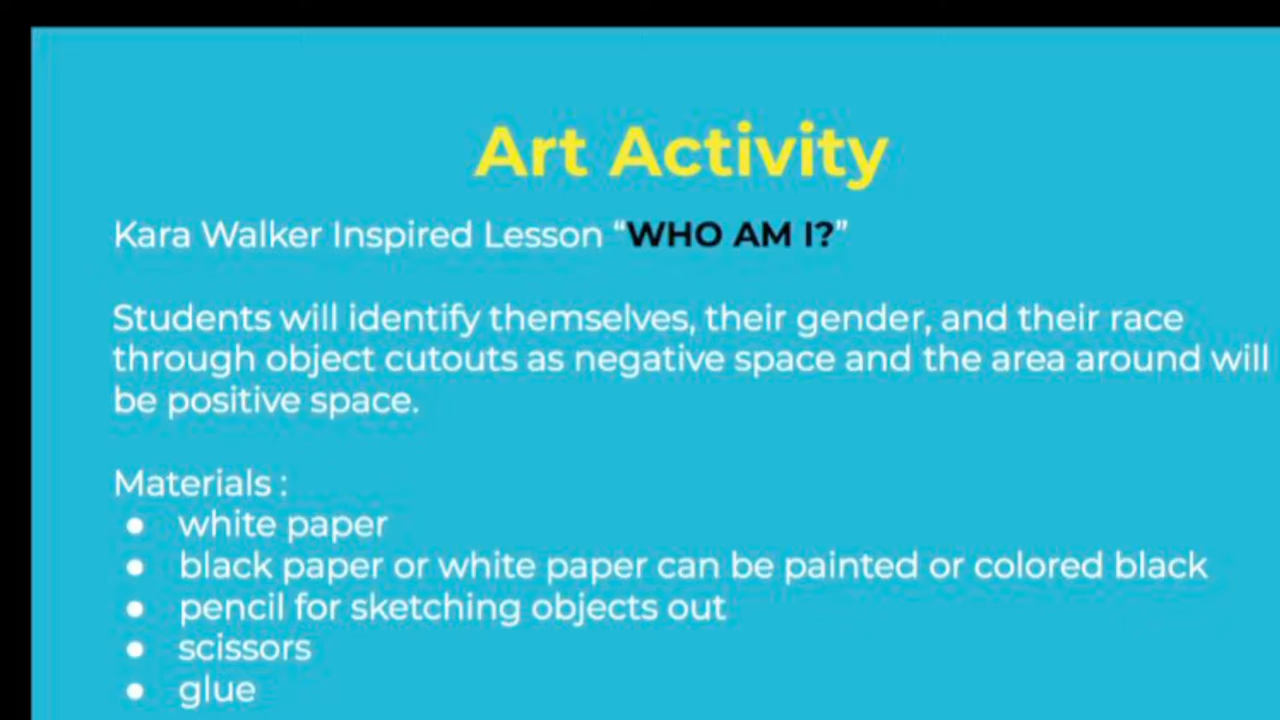 Art Activity
Kara Walker Inspired Lesson “WHO AM I?”
Students will identify themselves, their gender, and their race
through object cutouts as negative space and the area around will
be positive space.
Materials :
● white paper
● black paper or white paper can be painted or colored black
● pencil for sketching objects out
● scissors
● glue